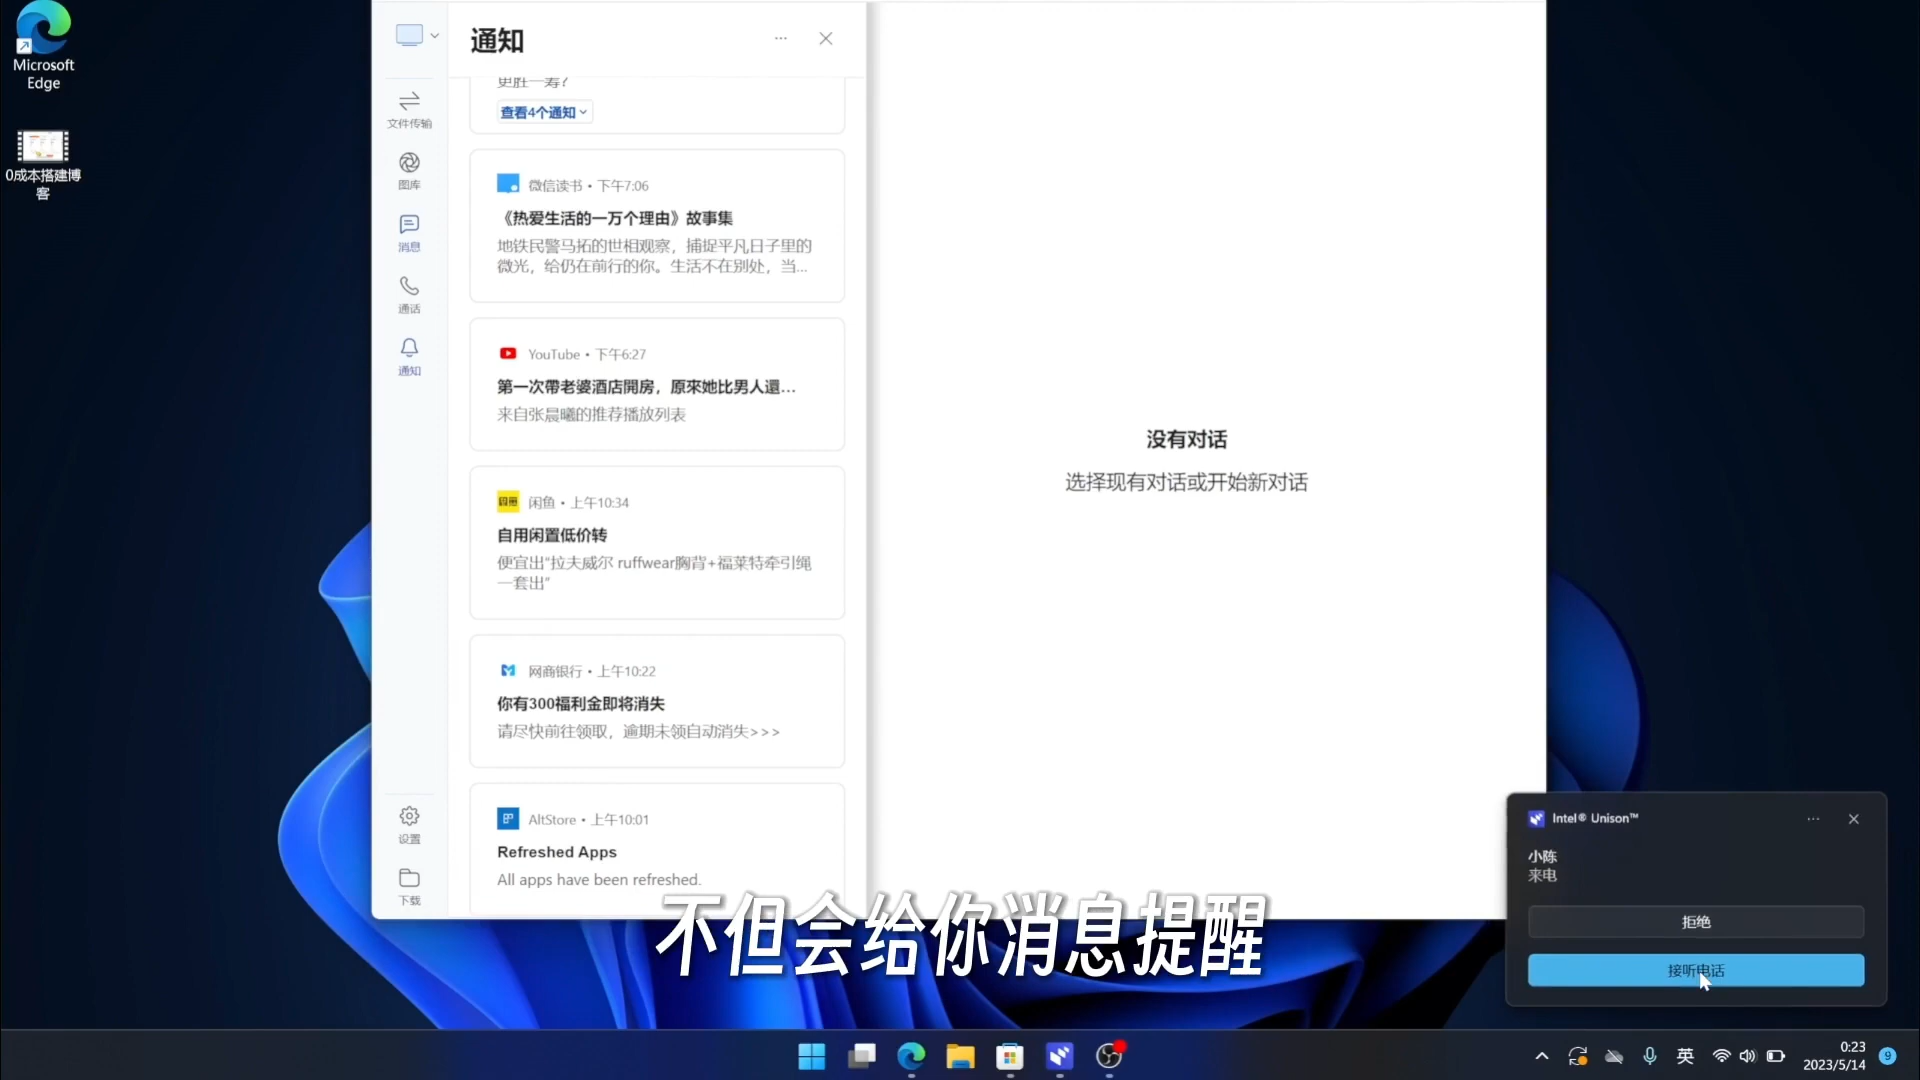 Microsoft
Edge
0成本搭建博
客
文件传输
图库
消息
通话
通知
设置
下载
通知
更胜一筹？
查看4个通知
微信读书 • 下午7:06
《热爱生活的一万个理由》故事集
地铁民警马拓的世相观察，捕捉平凡日子里的
微光，给仍在前行的你。生活不在别处，当...
YouTube • 下午6:27
第一次帶老婆酒店開房，原來她比男人還...
来自张晨曦的推荐播放列表
闲鱼 • 上午10:34
自用闲置低价转
便宜出“拉夫威尔 ruffwear胸背+福莱特牵引绳
一套出”
网商银行 • 上午10:22
你有300福利金即将消失
请尽快前往领取，逾期未领自动消失>>>
AltStore • 上午10:01
Refreshed Apps
All apps have been refreshed.
没有对话
选择现有对话或开始新对话
Intel® Unison™
小陈
来电
拒绝
接听电话
不但会给你消息提醒
英
0:23
2023/5/14
9